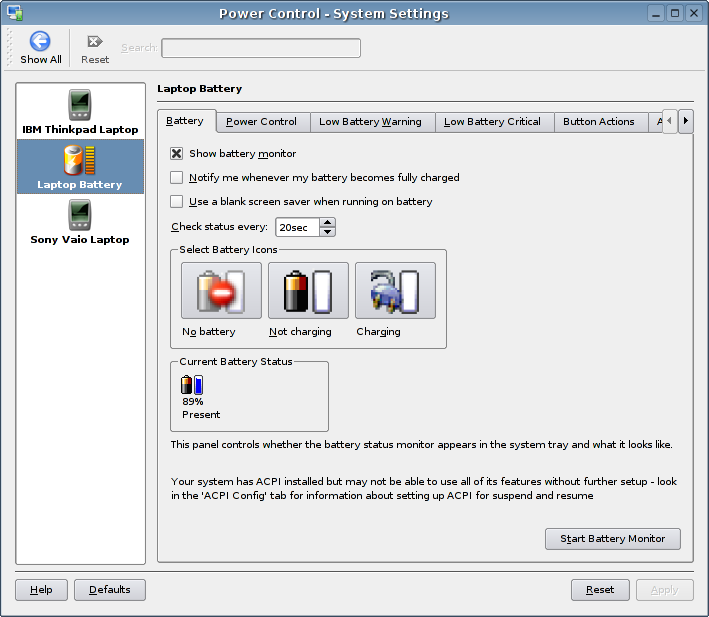 Power Control - System Settings
Show All
Reset
Search:
IBM Thinkpad Laptop
Laptop Battery
Sony Vaio Laptop
Laptop Battery
Battery
Power Control
Low Battery Warning
Low Battery Critical
Button Actions
Show battery monitor
Notify me whenever my battery becomes fully charged
Use a blank screen saver when running on battery
Check status every: 20sec
Select Battery Icons
No battery
Not charging
Charging
Current Battery Status
89%
Present
This panel controls whether the battery status monitor appears in the system tray and what it looks like.
Your system has ACPI installed but may not be able to use all of its features without further setup - look
in the 'ACPI Config' tab for information about setting up ACPI for suspend and resume
Start Battery Monitor
Help
Defaults
Reset
Apply